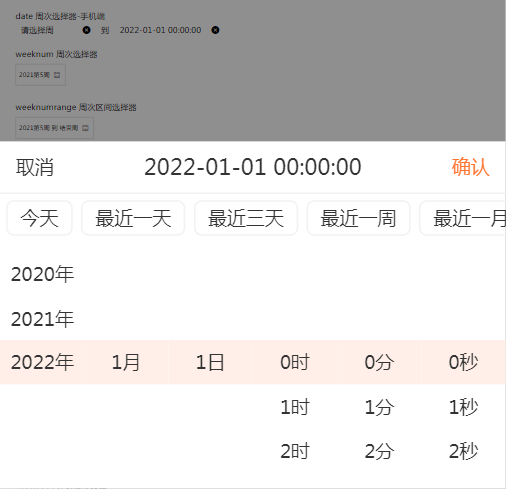 date 周次选择器-手机端
请选择周 到 2022-01-01 00:00:00
weeknum 周次选择器
2021第5周
weeknumrange 周次区间选择器
2021第5周 到 结束周
取消 2022-01-01 00:00:00 确认
今天 最近一天 最近三天 最近一周 最近一月
2020年
2021年
2022年 1月 1日 0时 0分 0秒
1时 1分 1秒
2时 2分 2秒